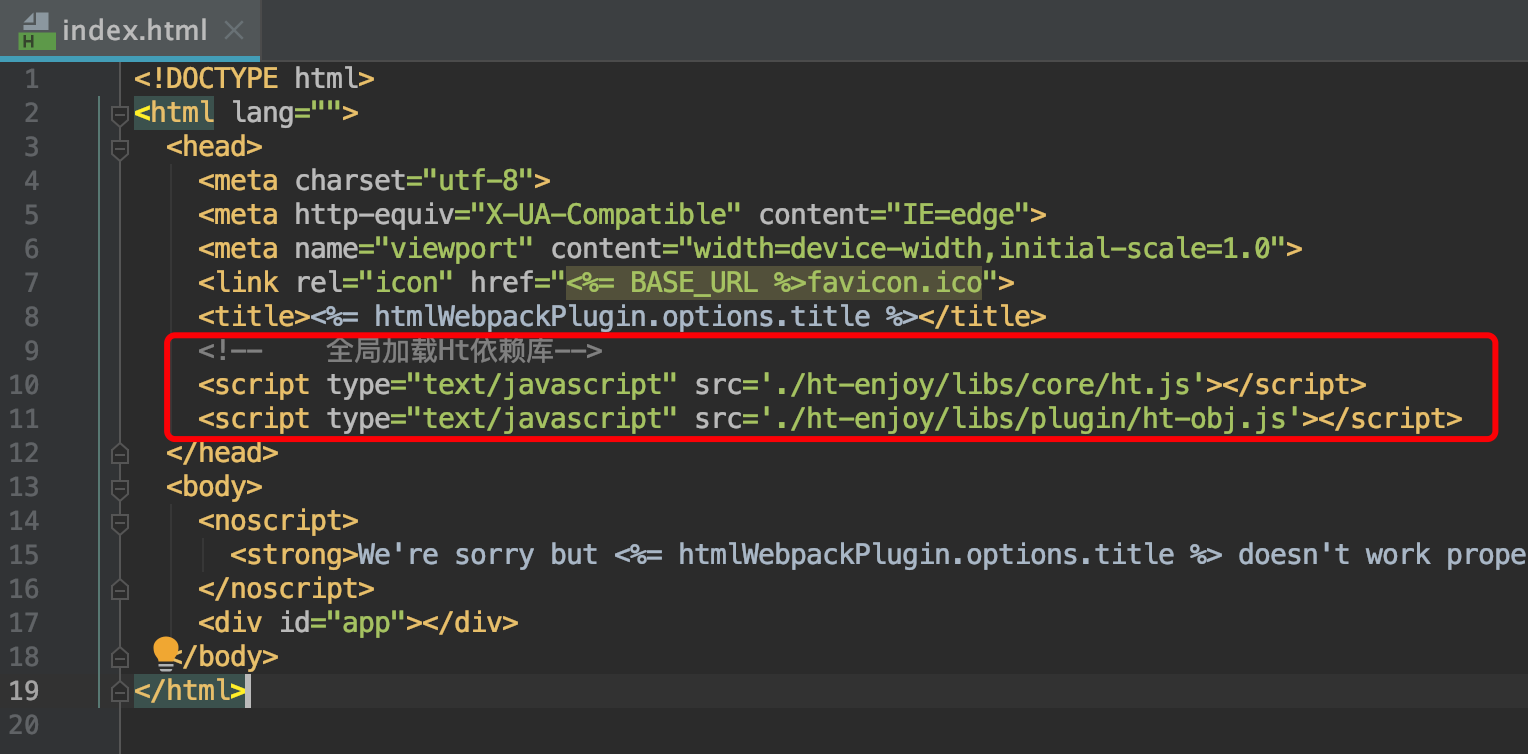 index.html
1 <!DOCTYPE html>
2 <html lang="">
3 <head>
4 <meta charset="utf-8">
5 <meta http-equiv="X-UA-Compatible" content="IE=edge">
6 <meta name="viewport" content="width=device-width,initial-scale=1.0">
7 <link rel="icon" href="<%= BASE_URL %>favicon.ico">
8 <title><%= htmlWebpackPlugin.options.title %></title>
9 <!-- 全局加载Ht依赖库-->
10 <script type="text/javascript" src='./ht-enjoy/libs/core/ht.js'></script>
11 <script type="text/javascript" src='./ht-enjoy/libs/plugin/ht-obj.js'></script>
12 </head>
13 <body>
14 <noscript>
15 <strong>We're sorry but <%= htmlWebpackPlugin.options.title %> doesn't work prope
16 </noscript>
17 <div id="app"></div>
18 </body>
19 </html>
20